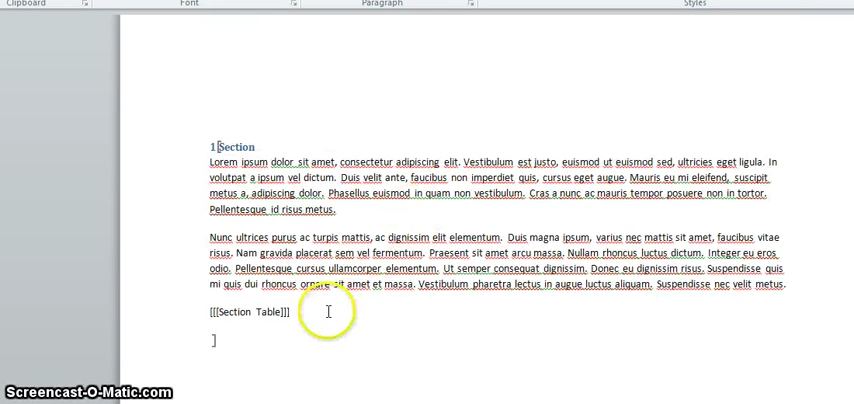 Clipboard Font Paragraph Styles
1[Section
Lorem ipsum dolor sit amet, consectetur adipiscing elit. Vestibulum est justo, euismod ut euismod sed, ultricies eget ligula. In
volutpat a ipsum vel dictum. Duis velit ante, faucibus non imperdiet quis, cursus eget augue. Mauris eu mi eleifend, suscipit
metus a, adipiscing dolor. Phasellus euismod in quam non vestibulum. Cras a nunc ac mauris tempor posuere non in tortor.
Pellentesque id risus metus.
Nunc ultrices purus ac turpis mattis, ac dignissim elit elementum. Duis magna ipsum, varius nec mattis sit amet, faucibus vitae
risus. Nam gravida placerat sem vel fermentum. Praesent sit amet arcu massa. Nullam rhoncus luctus dictum. Integer eu eros
odio. Pellentesque cursus ullamcorper elementum. Ut semper consequat dignissim. Donec eu dignissim risus. Suspendisse quis
mi quis dui rhoncus ornare sit amet et massa. Vestibulum pharetra lectus in augue luctus aliquam. Suspendisse nec velit metus.
[[[Section Table]]]
]
Screencast-O-Matic.com